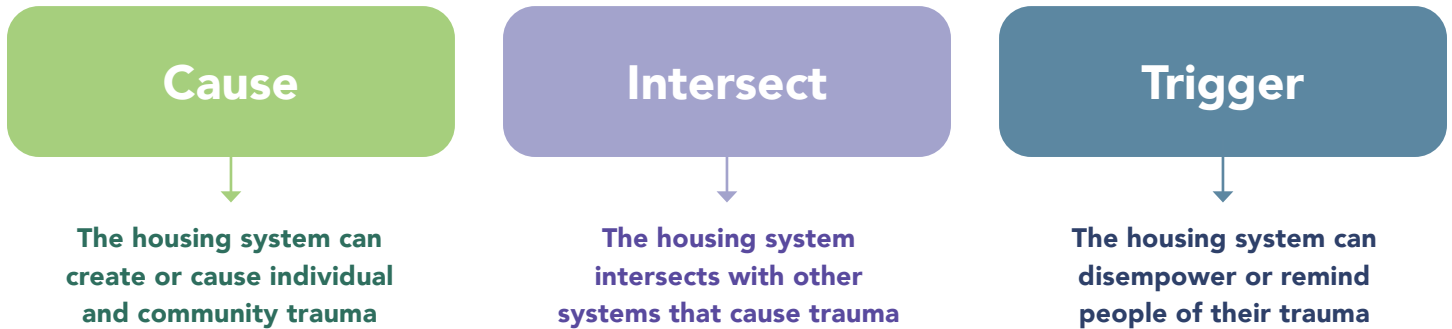 Cause
The housing system can
create or cause individual
and community trauma
Intersect
The housing system
intersects with other
systems that cause trauma
Trigger
The housing system can
disempower or remind
people of their trauma